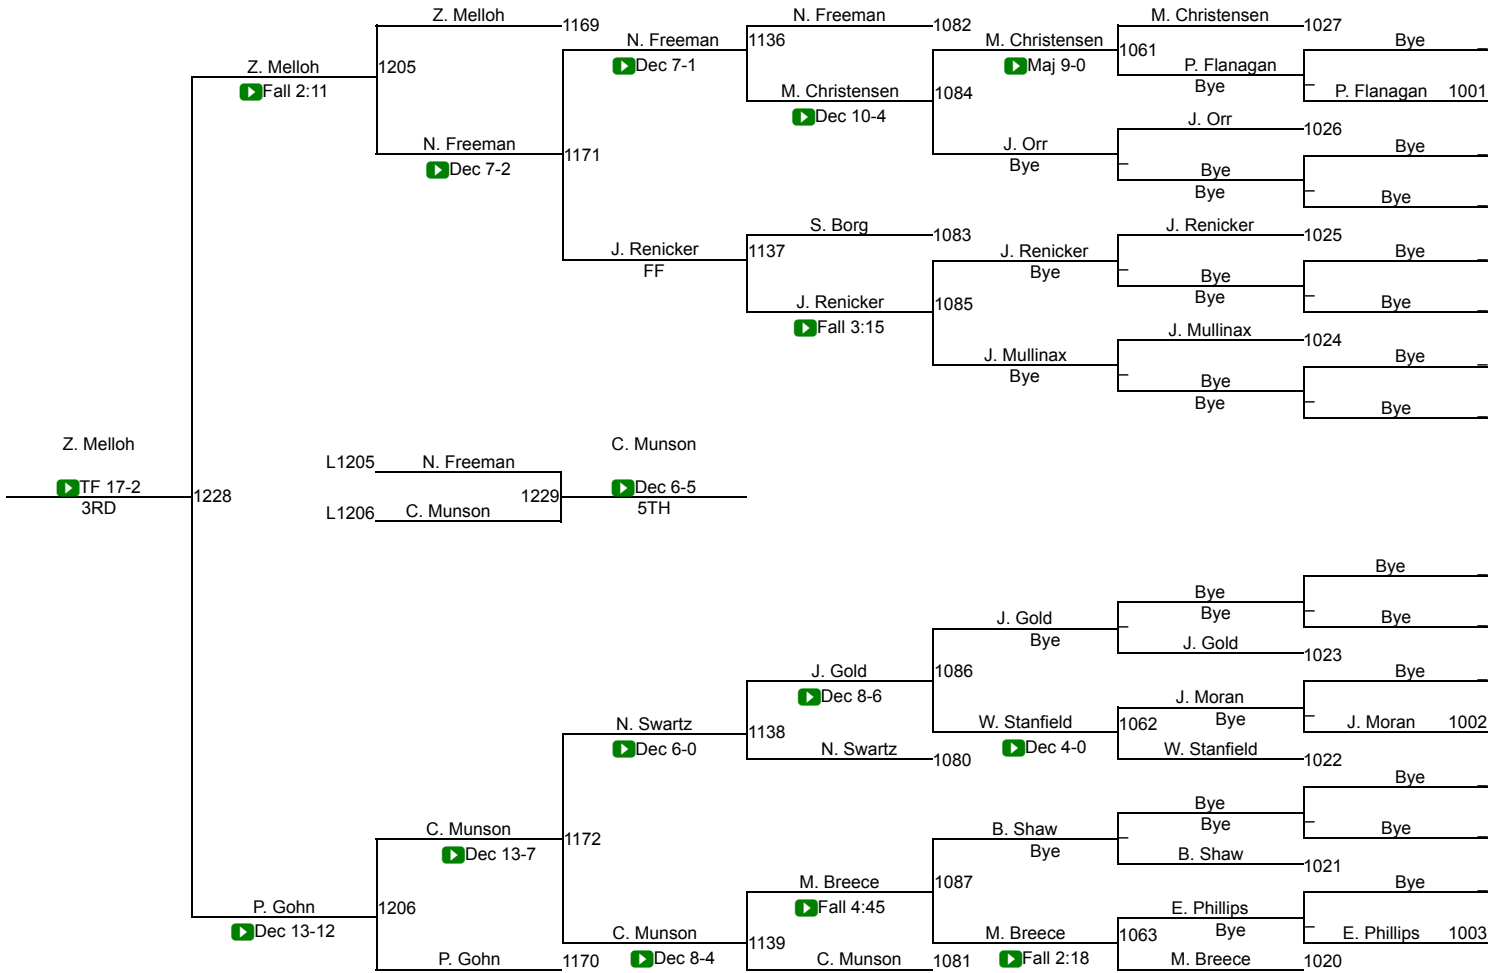 Z. Melloh 1169 N. Freeman 1082 M. Christensen 1027
N. Freeman 1136 M. Christensen 1061 Bye
Z. Melloh 1205 Dec 7-1 Maj 9-0 P. Flanagan
Fall 2:11 M. Christensen 1084 Bye P. Flanagan 1001
Dec 10-4 J. Orr 1026
N. Freeman 1171 J. Orr Bye
Dec 7-2 Bye Bye
Bye Bye
S. Borg 1083 J. Renicker 1025
J. Renicker 1137 J. Renicker Bye
FF Bye Bye
J. Renicker 1085 Bye Bye
Fall 3:15 J. Mullinax 1024
J. Mullinax Bye
Bye Bye
Bye Bye
Z. Melloh C. Munson
L1205 N. Freeman
TF 17-2 1228 1229 Dec 6-5
3RD L1206 C. Munson 5TH
Bye
Bye
J. Gold Bye Bye
Bye J. Gold 1023
J. Gold 1086 Bye
Dec 8-6 J. Moran
N. Swartz 1138 W. Stanfield 1062 Bye J. Moran 1002
Dec 6-0 N. Swartz 1080 Dec 4-0 W. Stanfield 1022
Bye
Bye
C. Munson 1172 B. Shaw Bye Bye
Dec 13-7 Bye B. Shaw 1021
M. Breece 1087 Bye
P. Gohn 1206 Fall 4:45 E. Phillips
Dec 13-12 C. Munson 1139 M. Breece 1063 Bye E. Phillips 1003
P. Gohn 1170 Dec 8-4 C. Munson 1081 Fall 2:18 M. Breece 1020